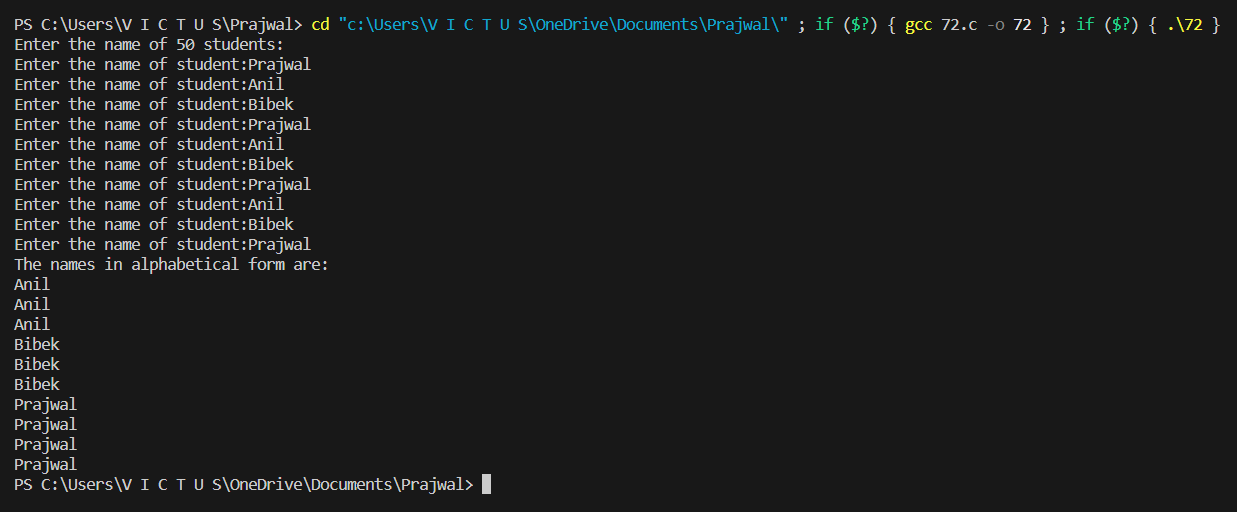 PS C:\Users\V I C T U S\Prajwal> cd "c:\Users\V I C T U S\OneDrive\Documents\Prajwal\" ; if ($?) { gcc 72.c -o 72 } ; if ($?) { .\72 }
Enter the name of 50 students:
Enter the name of student:Prajwal
Enter the name of student:Anil
Enter the name of student:Bibek
Enter the name of student:Prajwal
Enter the name of student:Anil
Enter the name of student:Bibek
Enter the name of student:Prajwal
Enter the name of student:Anil
Enter the name of student:Bibek
Enter the name of student:Prajwal
The names in alphabetical form are:
Anil
Anil
Anil
Bibek
Bibek
Bibek
Prajwal
Prajwal
Prajwal
Prajwal
PS C:\Users\V I C T U S\OneDrive\Documents\Prajwal>